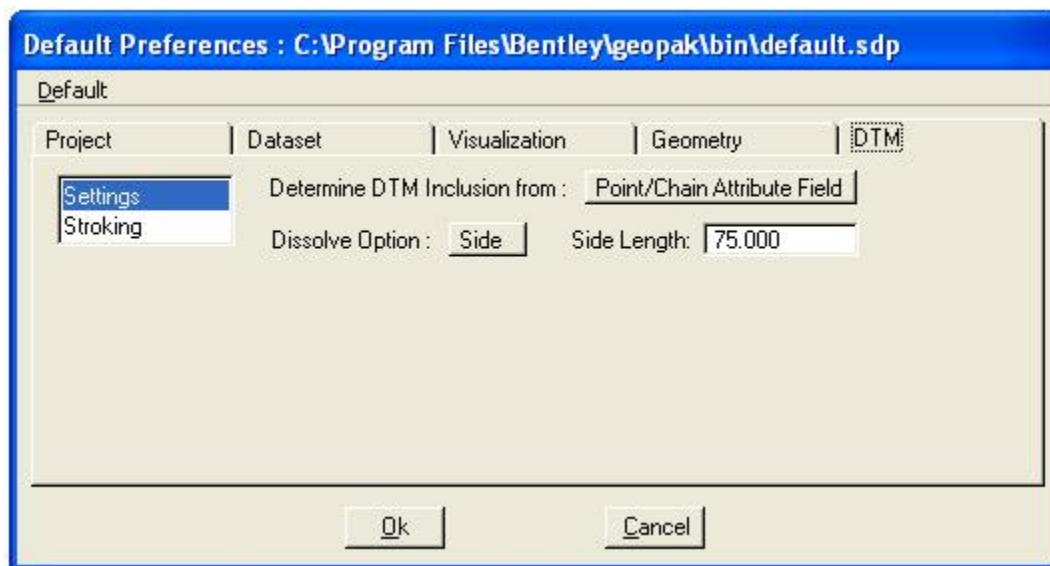 Default Preferences : C:\Program Files\Bentley\geopak\bin\default.sdp
Default
Project Dataset Visualization Geometry DTM
Settings Determine DTM Inclusion from : Point/Chain Attribute Field
Stroking Dissolve Option : Side Side Length: 75.000
Ok Cancel